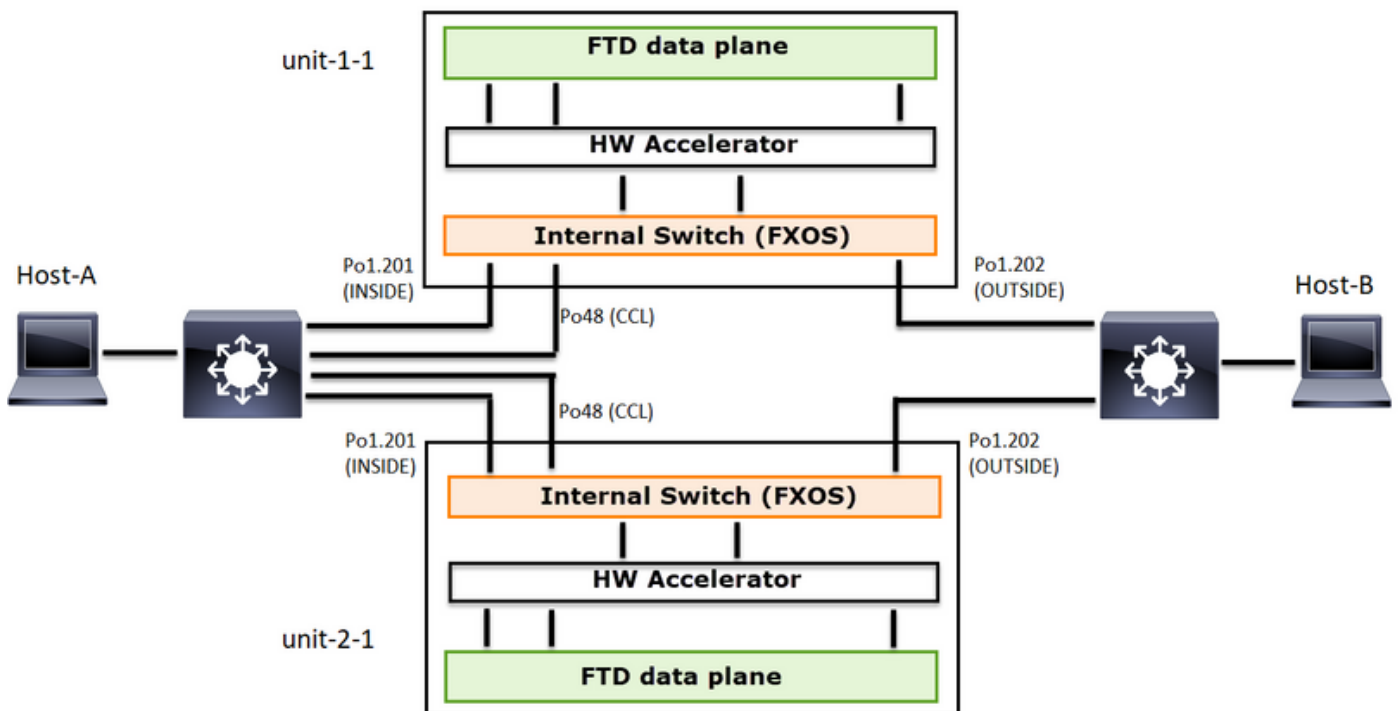 unit-1-1
FTD data plane
HW Accelerator
Internal Switch (FXOS)
Host-A
Po1.201
(INSIDE)
Po48 (CCL)
Po1.202
(OUTSIDE)
Host-B
Po48 (CCL)
Po1.201
(INSIDE)
Po1.202
(OUTSIDE)
Internal Switch (FXOS)
HW Accelerator
unit-2-1
FTD data plane